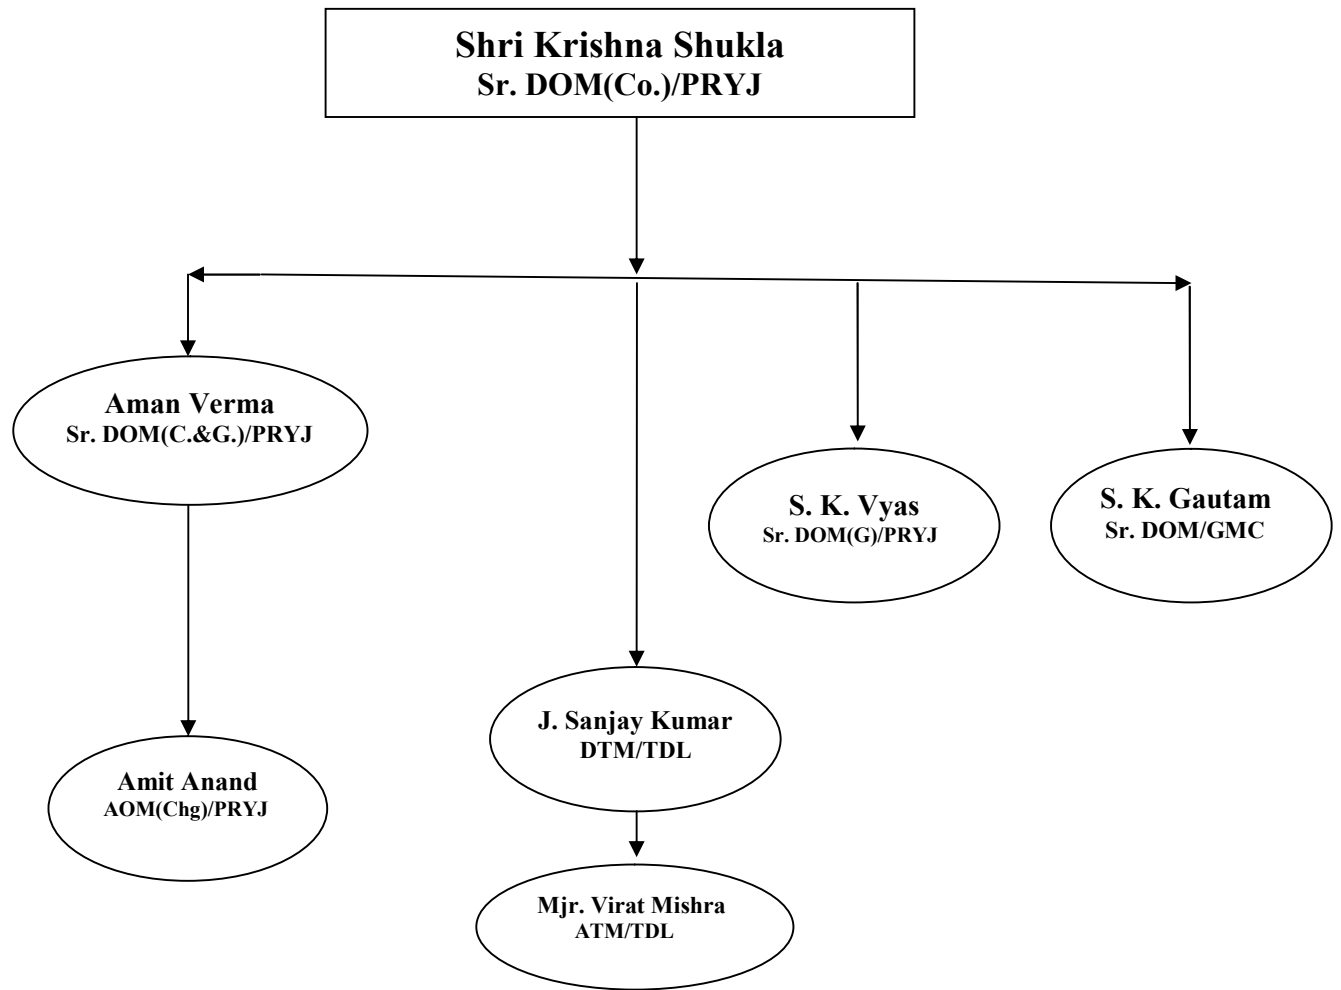 Shri Krishna Shukla
Sr. DOM(Co.)/PRYJ
Aman Verma
Sr. DOM(C.&G.)/PRYJ
S. K. Vyas
Sr. DOM(G)/PRYJ
S. K. Gautam
Sr. DOM/GMC
J. Sanjay Kumar
DTM/TDL
Amit Anand
AOM(Chg)/PRYJ
Mjr. Virat Mishra
ATM/TDL